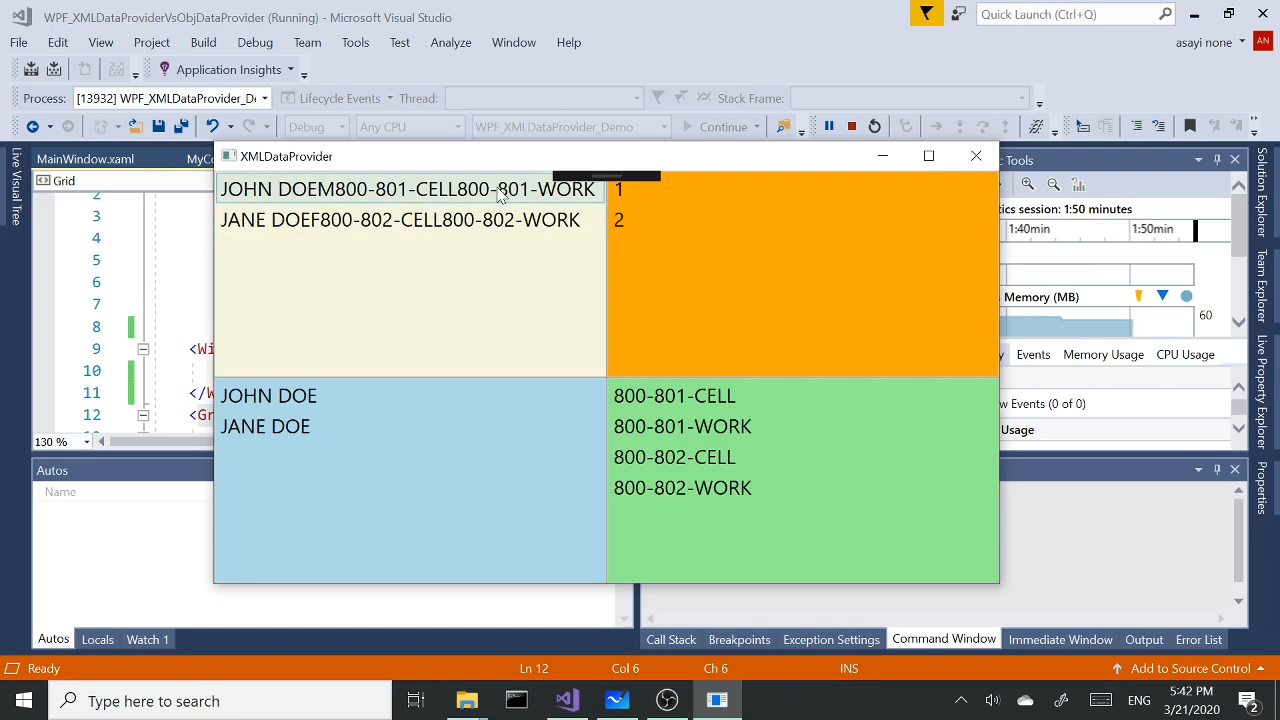 WPF_XMLDataProviderVsObjDataProvider (Running) - Microsoft Visual Studio
Quick Launch (Ctrl+Q)
File Edit View Project Build Debug Team Tools Test Analyze Window Help
asayi none
AN
Application Insights
Process: [13932] WPF_XMLDataProvider_De
Lifecycle Events
Thread:
Stack Frame:
Debug
Any CPU
WPF_XMLDataProvider_Demo
Continue
Live Visual Tree
MainWindow.xaml
MyCo
Grid
2
3
4
5
6
7
8
9 <Wi
10
11 </W
12 <Gr
130 %
XMLDataProvider
JOHN DOEM800-801-CELL800-801-WORK
JANE DOEF800-802-CELL800-802-WORK
1
2
JOHN DOE
JANE DOE
800-801-CELL
800-801-WORK
800-802-CELL
800-802-WORK
c Tools
tics session: 1:50 minutes
1:40min
1:50min
Memory (MB)
60
y Events Memory Usage CPU Usage
w Events (0 of 0)
Usage
Solution Explorer
Team Explorer
Live Property Explorer
Properties
Autos
Name
Autos Locals Watch 1
Call Stack Breakpoints Exception Settings Command Window Immediate Window Output Error List
Ready
Ln 12
Col 6
Ch 6
INS
Add to Source Control
Type here to search
ENG
5:42 PM
3/21/2020
2